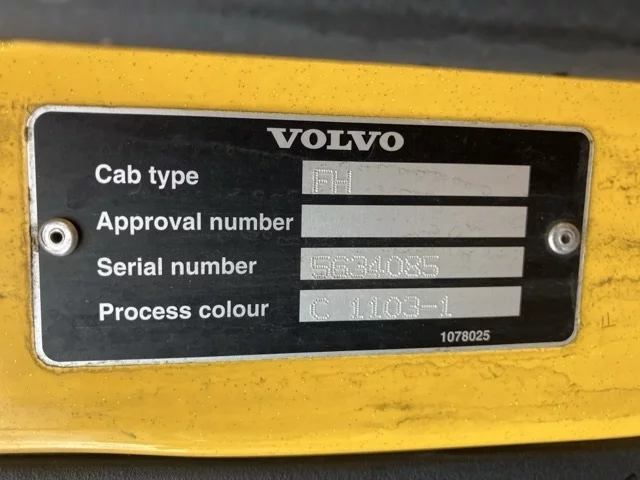 VOLVO
Cab type FH
Approval number
Serial number 5634085
Process colour C 1103-1
1078025